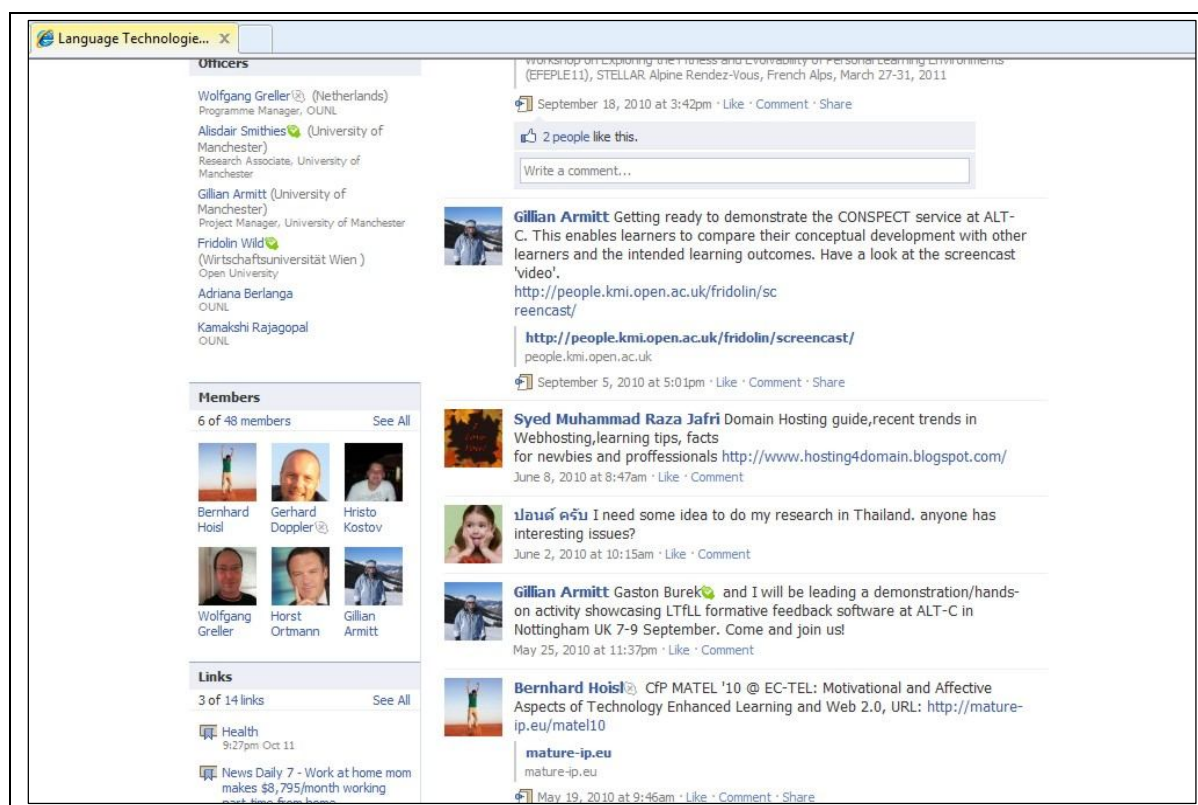 Language Technologie... X
Officers
Wolfgang Greller (Netherlands)
Programme Manager, OUNL
Alisdair Smithies (University of
Manchester)
Research Associate, University of
Manchester
Gillian Armitt (University of
Manchester)
Project Manager, University of Manchester
Fridolin Wild
(Wirtschaftsuniversität Wien )
Open University
Adriana Berlanga
OUNL
Kamakshi Rajagopal
OUNL
Members
6 of 48 members See All
Bernhard
Hoisl
Gerhard
Doppler
Hristo
Kostov
Wolfgang
Greller
Horst
Ortmann
Gillian
Armitt
Links
3 of 14 links See All
Health
9:27pm Oct 11
News Daily 7 - Work at home mom
makes $8,795/month working
part-time from home
Workshop on Exploring the Fitness and Evolvability of Personal Learning Environments
(EFEPLE11), STELLAR Alpine Rendez-Vous, French Alps, March 27-31, 2011
September 18, 2010 at 3:42pm · Like · Comment · Share
2 people like this.
Write a comment...
Gillian Armitt Getting ready to demonstrate the CONSPECT service at ALT-
C. This enables learners to compare their conceptual development with other
learners and the intended learning outcomes. Have a look at the screencast
'video'.
http://people.kmi.open.ac.uk/fridolin/sc
reencast/
http://people.kmi.open.ac.uk/fridolin/screencast/
people.kmi.open.ac.uk
September 5, 2010 at 5:01pm · Like · Comment · Share
Syed Muhammad Raza Jafri Domain Hosting guide,recent trends in
Webhosting,learning tips, facts
for newbies and proffessionals http://www.hosting4domain.blogspot.com/
June 8, 2010 at 8:47am · Like · Comment
ปอนด์ ครับ I need some idea to do my research in Thailand. anyone has
interesting issues?
June 2, 2010 at 10:15am · Like · Comment
Gillian Armitt Gaston Burek and I will be leading a demonstration/hands-
on activity showcasing LTfLL formative feedback software at ALT-C in
Nottingham UK 7-9 September. Come and join us!
May 25, 2010 at 11:37pm · Like · Comment
Bernhard Hoisl CfP MATEL '10 @ EC-TEL: Motivational and Affective
Aspects of Technology Enhanced Learning and Web 2.0, URL: http://mature-
ip.eu/matel10
mature-ip.eu
mature-ip.eu
May 19, 2010 at 9:46am · Like · Comment · Share